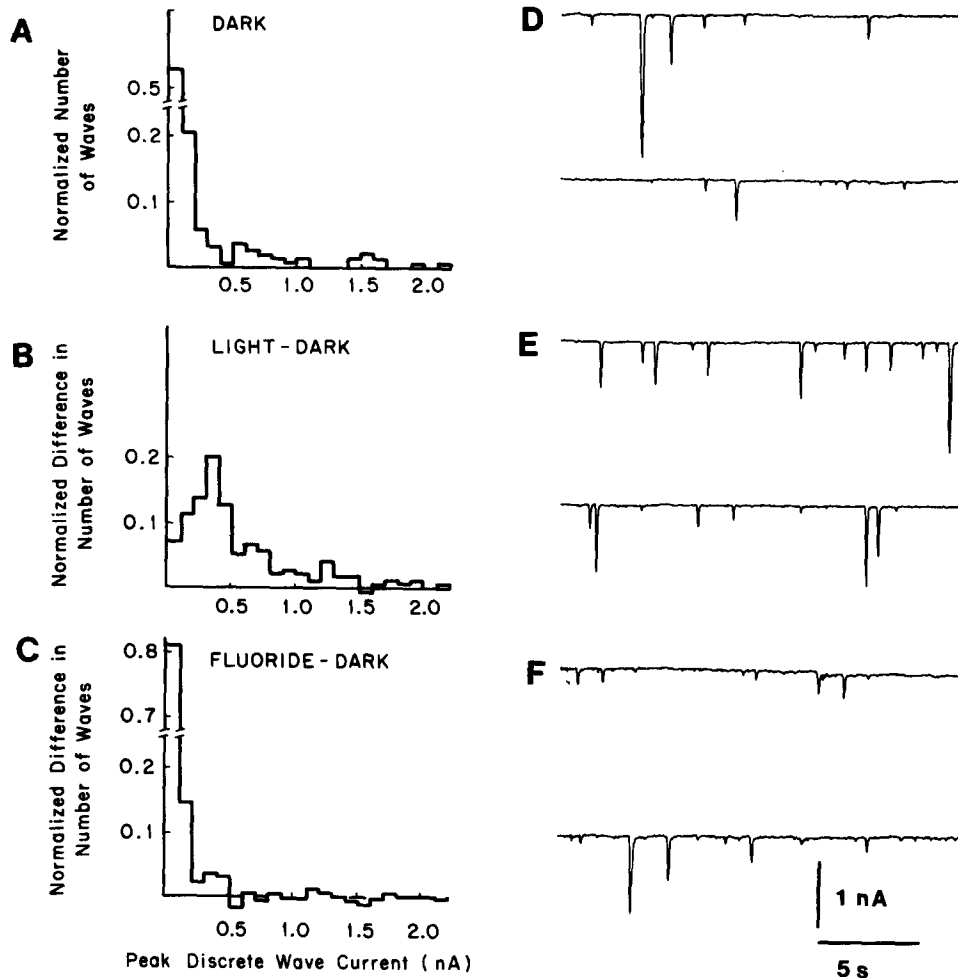 A
DARK
Normalized Number
of Waves
0.5
0.2
0.1
0.5 1.0 1.5 2.0
B
LIGHT - DARK
Normalized Difference in
Number of Waves
0.2
0.1
0.5 1.0 1.5 2.0
C
FLUORIDE - DARK
Normalized Difference in
Number of Waves
0.8
0.7
0.2
0.1
0.5 1.0 1.5 2.0
Peak Discrete Wave Current (nA)
D
E
F
1 nA
5 s